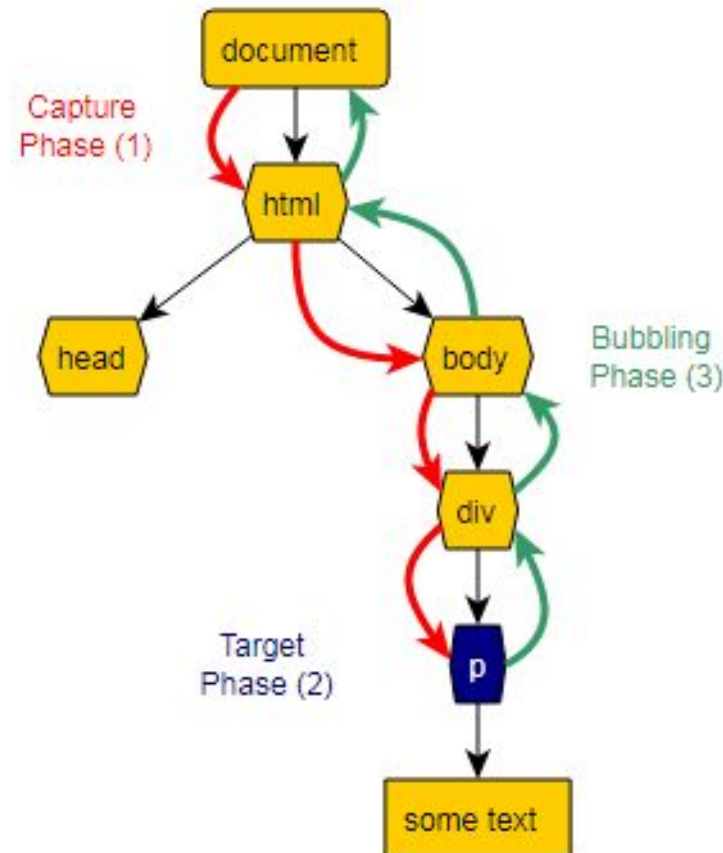 document
Capture
Phase (1)
html
head
body
Bubbling
Phase (3)
div
Target
Phase (2)
p
some text